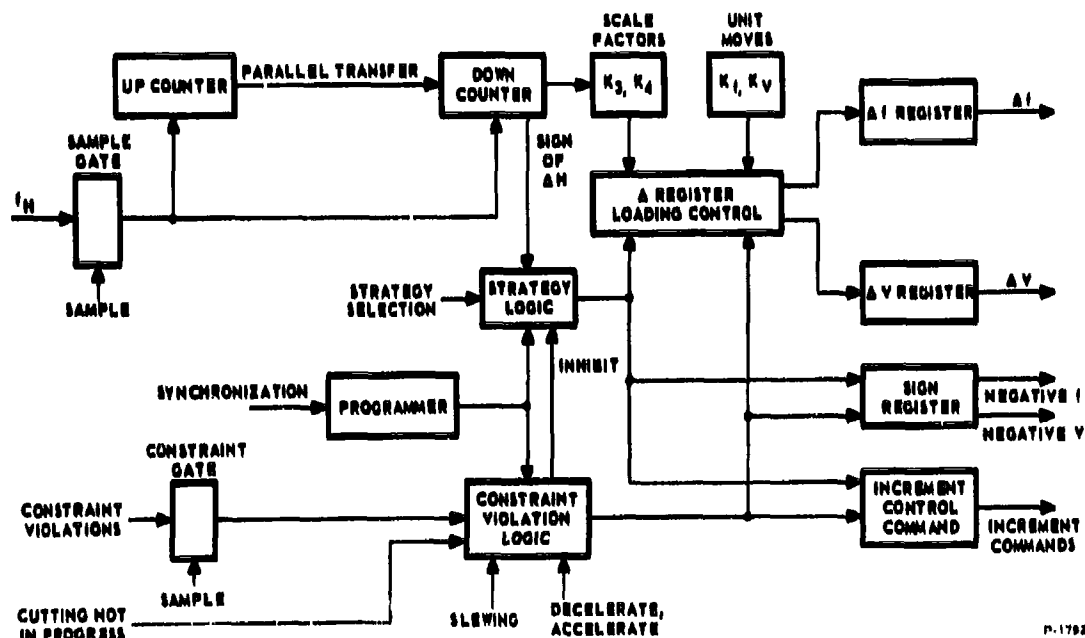 SCALE
FACTORS
UNIT
MOVES
UP COUNTER
PARALLEL TRANSFER
DOWN
COUNTER
K3, K4
Kf, KV
Δf REGISTER
Δf
SAMPLE
GATE
SIGN
OF
ΔH
fH
Δ REGISTER
LOADING CONTROL
SAMPLE
STRATEGY
SELECTION
STRATEGY
LOGIC
ΔV REGISTER
ΔV
INHIBIT
SYNCHRONIZATION
PROGRAMMER
SIGN
REGISTER
NEGATIVE f
NEGATIVE V
CONSTRAINT
GATE
CONSTRAINT
VIOLATIONS
CONSTRAINT
VIOLATION
LOGIC
INCREMENT
CONTROL
COMMAND
INCREMENT
COMMANDS
SAMPLE
CUTTING NOT
IN PROGRESS
SLEWING
DECELERATE,
ACCELERATE